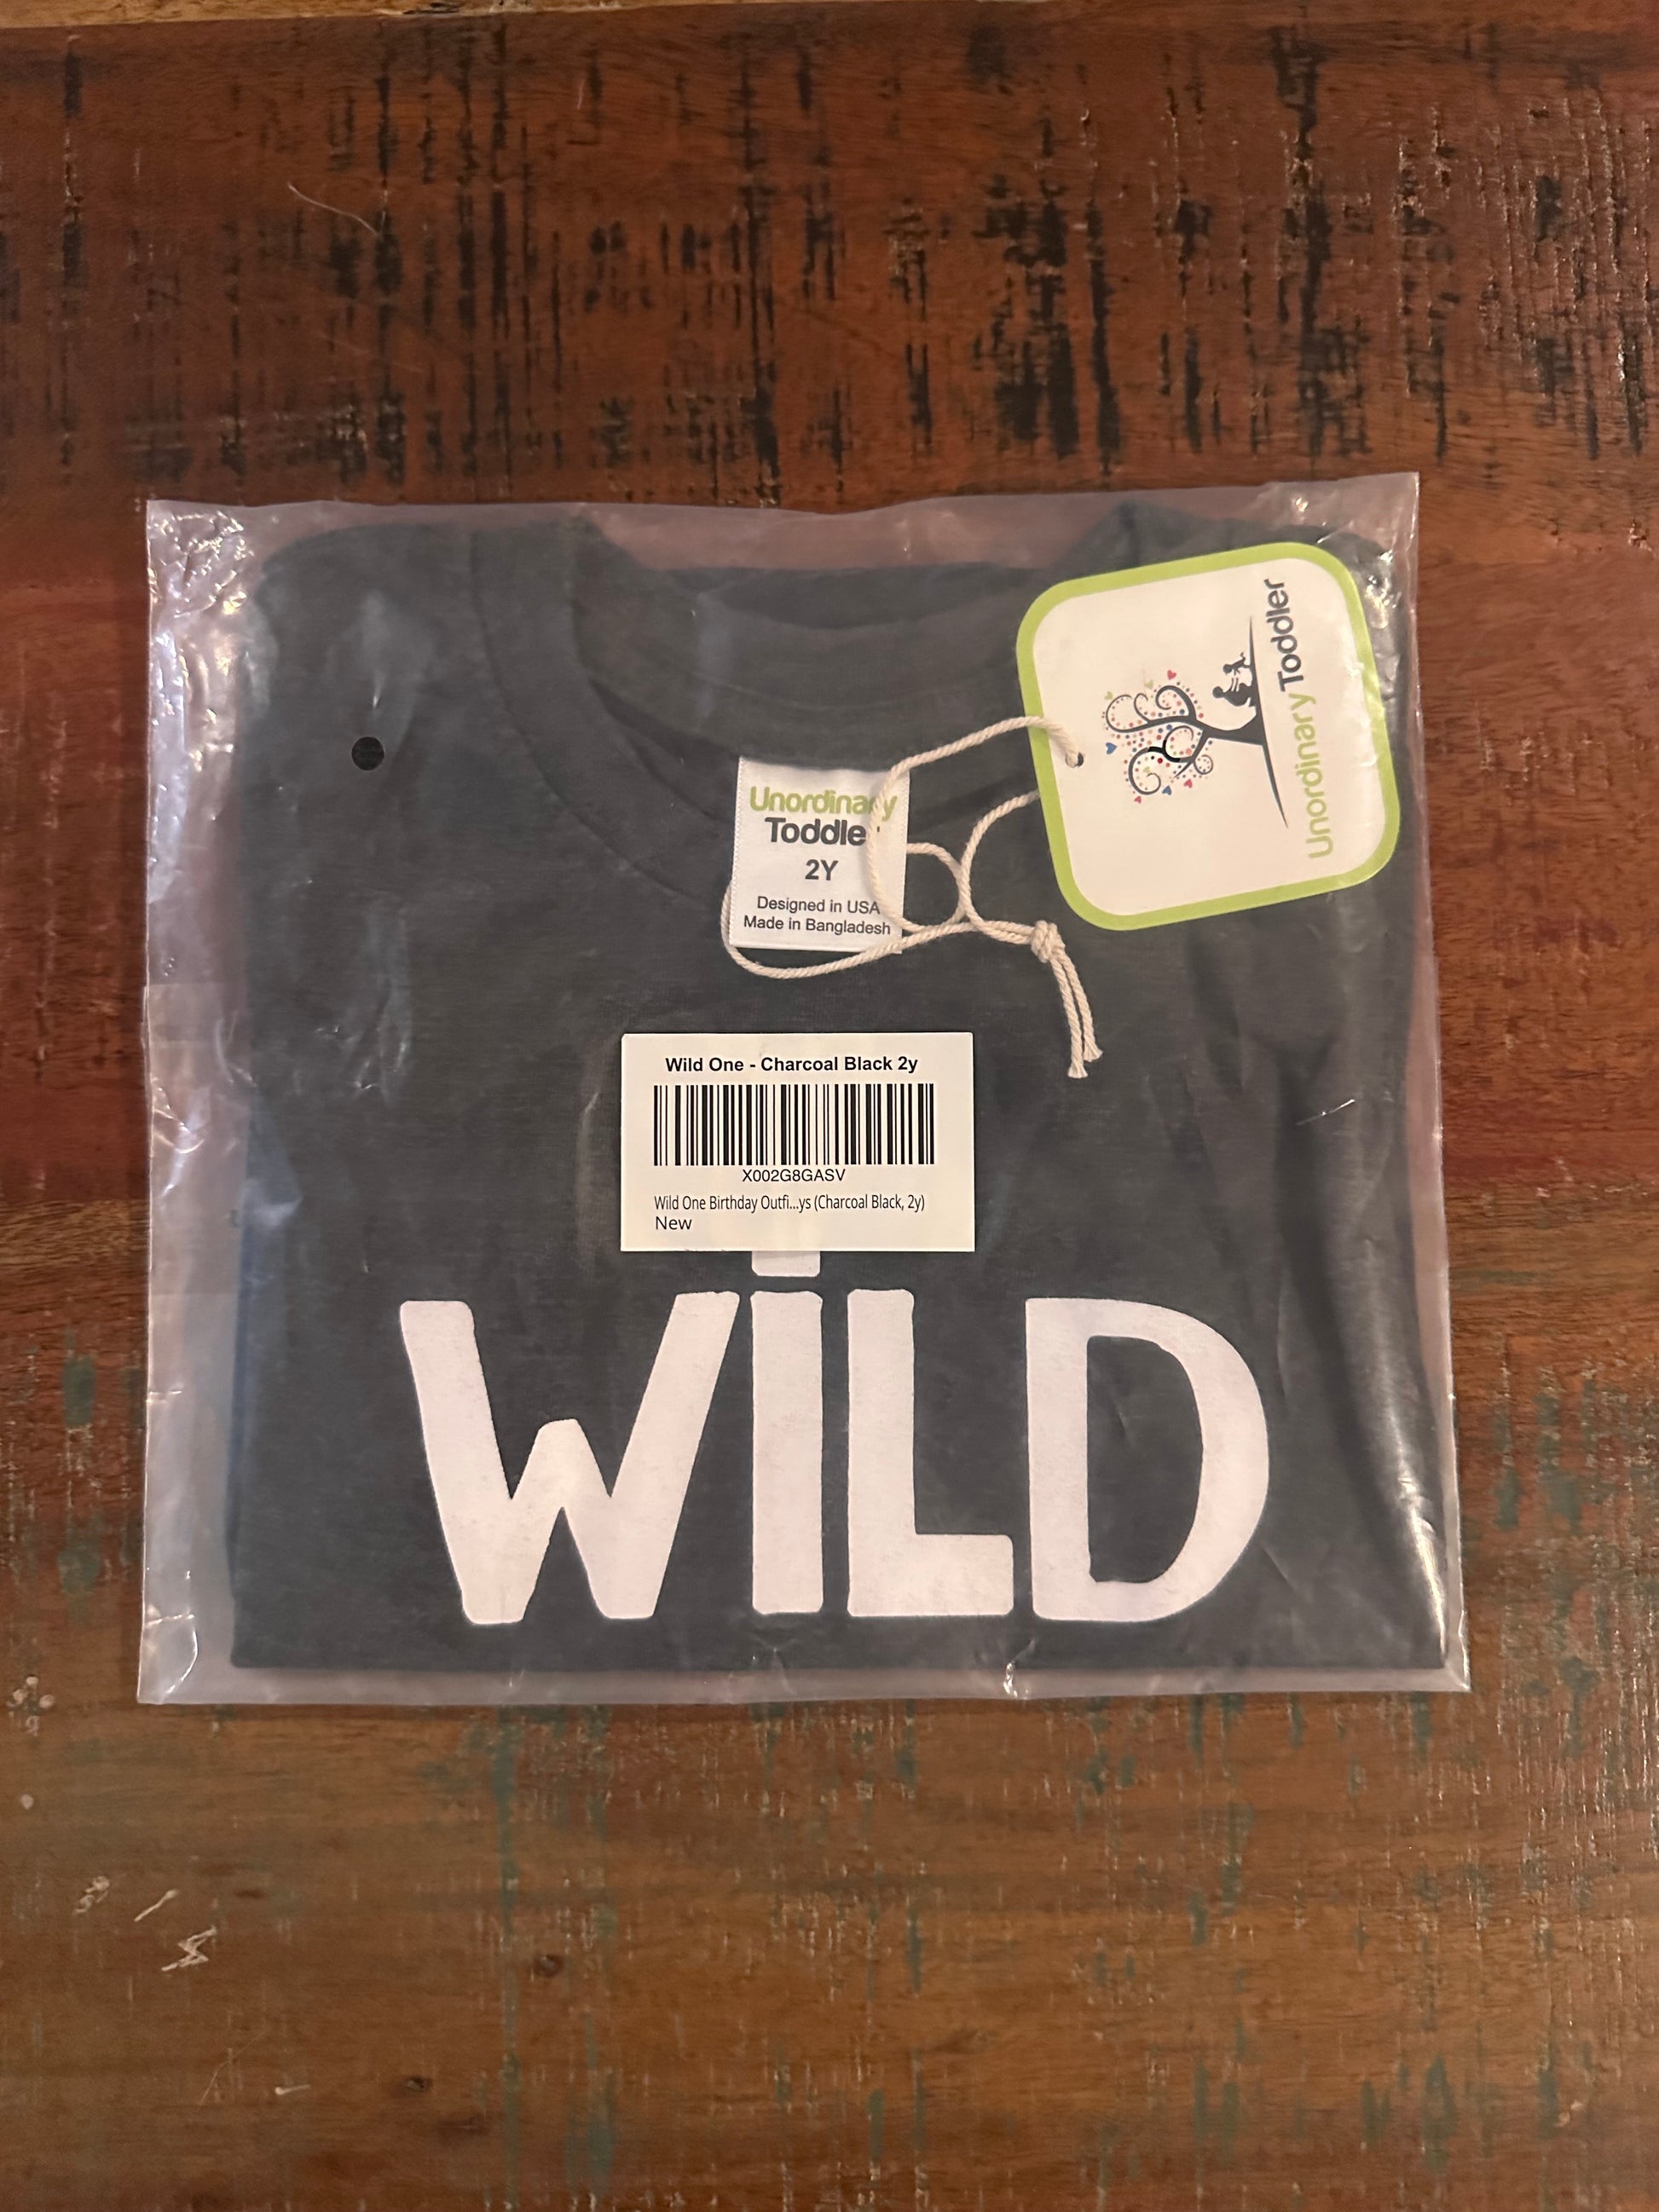 Unordinary Toddler
Unordinary
Toddle
2Y
Designed in USA
Made in Bangladesh
Wild One - Charcoal Black 2y
X002G8GASV
Wild One Birthday Outfi...ys (Charcoal Black, 2y)
New
WILD